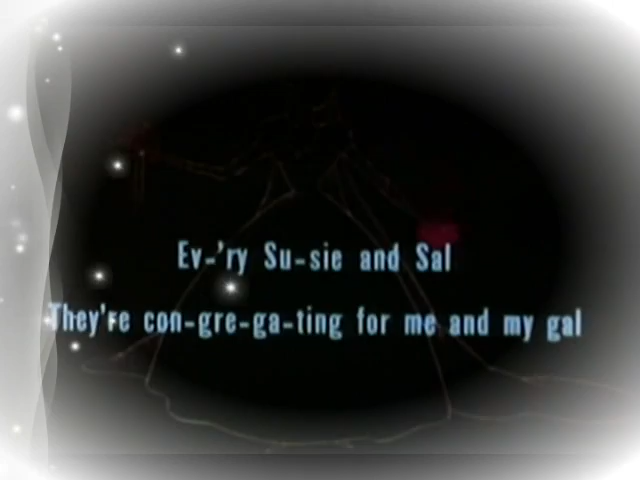 Ev-'ry Su-sie and Sal
They're con-gre-ga-ting for me and my gal